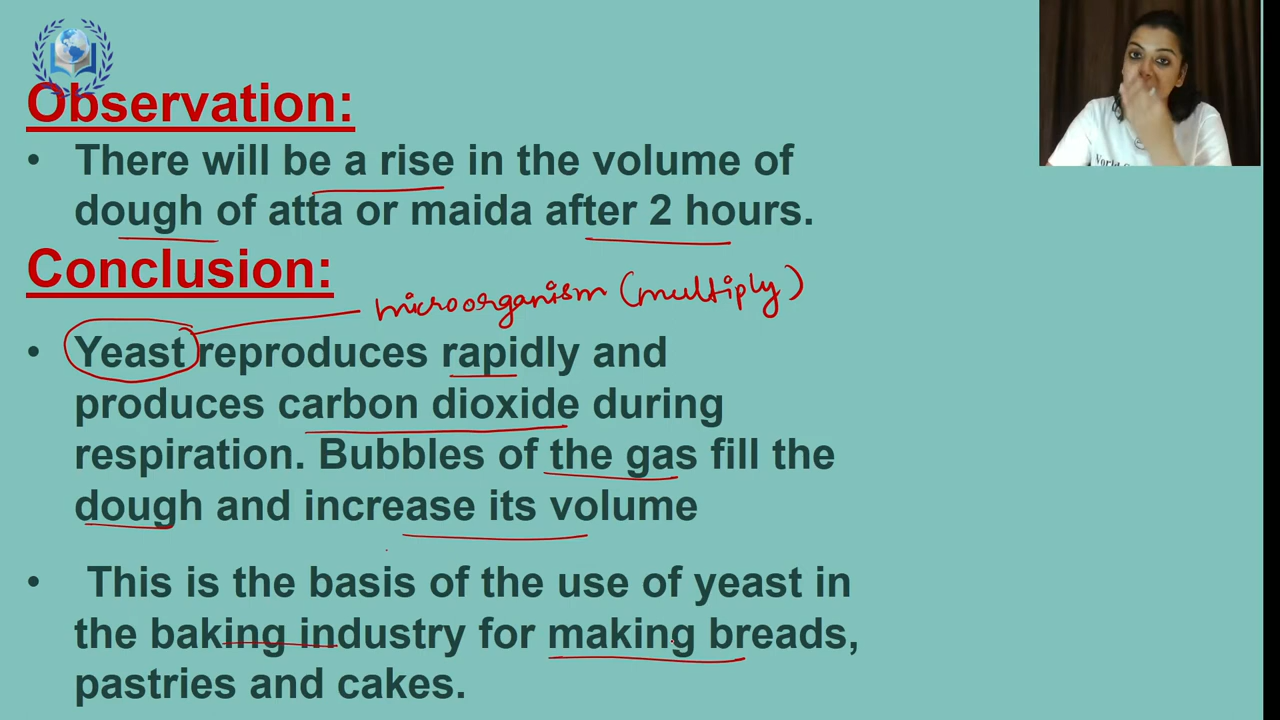 Observation:
• There will be a rise in the volume of
dough of atta or maida after 2 hours.
Conclusion:
microorganism (multiply)
• Yeast reproduces rapidly and
produces carbon dioxide during
respiration. Bubbles of the gas fill the
dough and increase its volume
• This is the basis of the use of yeast in
the baking industry for making breads,
pastries and cakes.